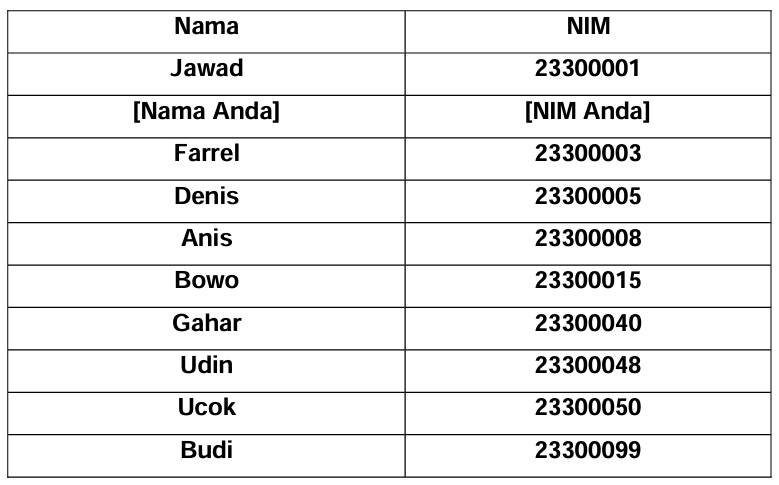 Nama NIM
Jawad 23300001
[Nama Anda] [NIM Anda]
Farrel 23300003
Denis 23300005
Anis 23300008
Bowo 23300015
Gahar 23300040
Udin 23300048
Ucok 23300050
Budi 23300099